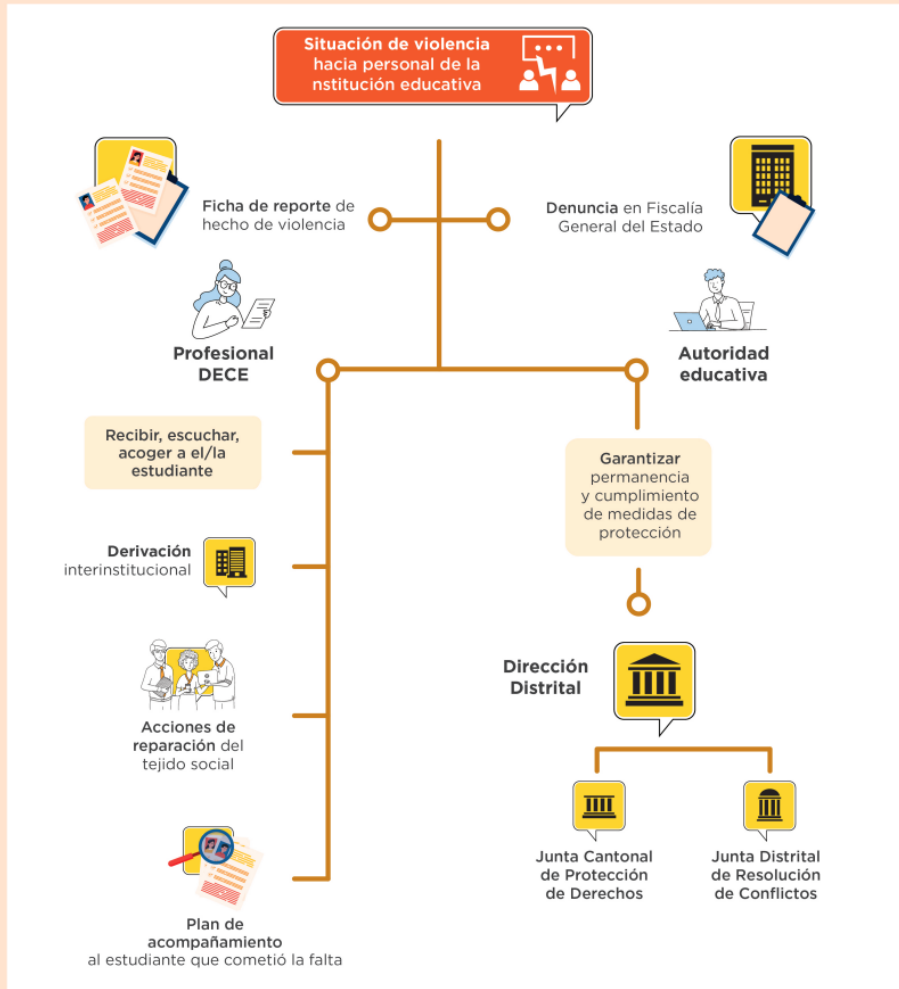 Situación de violencia
hacia personal de la
nstitución educativa
Ficha de reporte de
hecho de violencia
Denuncia en Fiscalía
General del Estado
Profesional
DECE
Autoridad
educativa
Recibir, escuchar,
acoger a el/la
estudiante
Garantizar
permanencia
y cumplimiento
de medidas de
protección
Derivación
interinstitucional
Dirección
Distrital
Acciones de
reparación del
tejido social
Junta Cantonal
de Protección
de Derechos
Junta Distrital
de Resolución
de Conflictos
Plan de
acompañamiento
al estudiante que cometió la falta